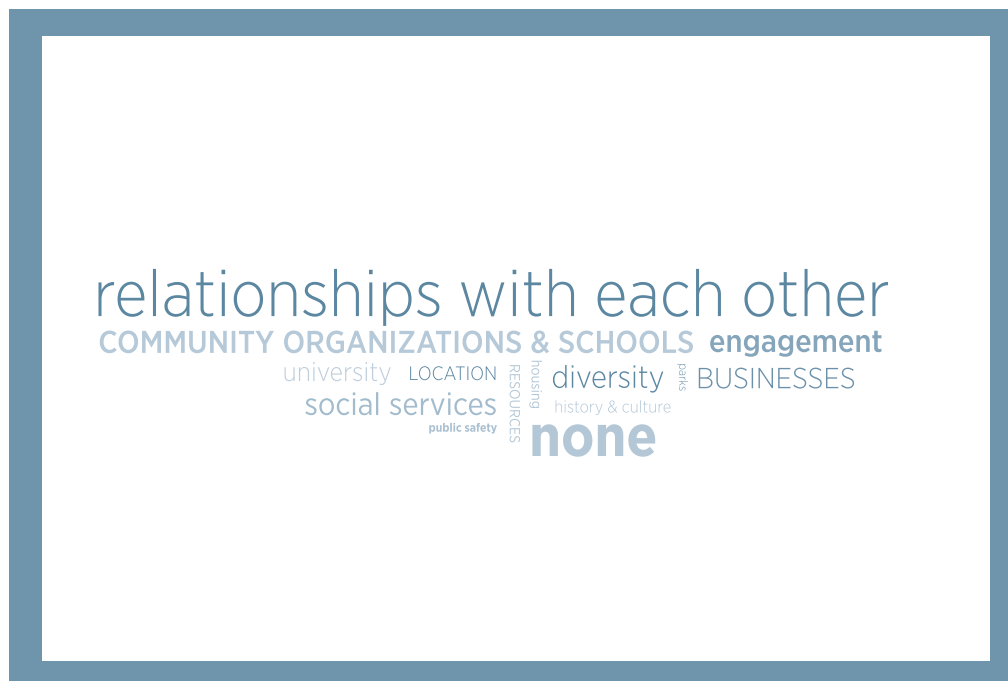 relationships with each other
COMMUNITY ORGANIZATIONS & SCHOOLS engagement
university LOCATION RESOURCES housing diversity parks BUSINESSES
social services history & culture
public safety none